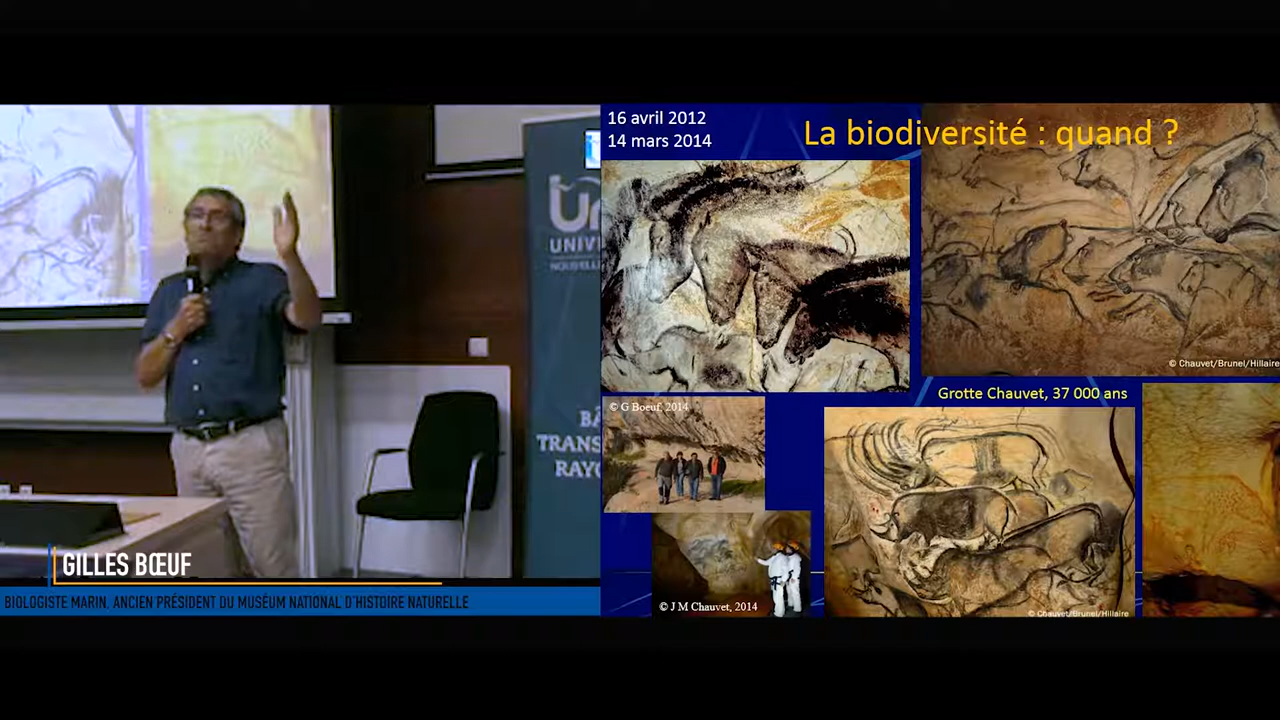 16 avril 2012
14 mars 2014
La biodiversité : quand ?
© Chauvet/Brunel/Hillaire
Grotte Chauvet, 37 000 ans
© G Boeuf, 2014
© J M Chauvet, 2014
© Chauvet/Brunel/Hillaire
UNIV
NOUVELL
BÂ
TRANS
RAYO
GILLES BŒUF
BIOLOGISTE MARIN, ANCIEN PRÉSIDENT DU MUSÉUM NATIONAL D'HISTOIRE NATURELLE